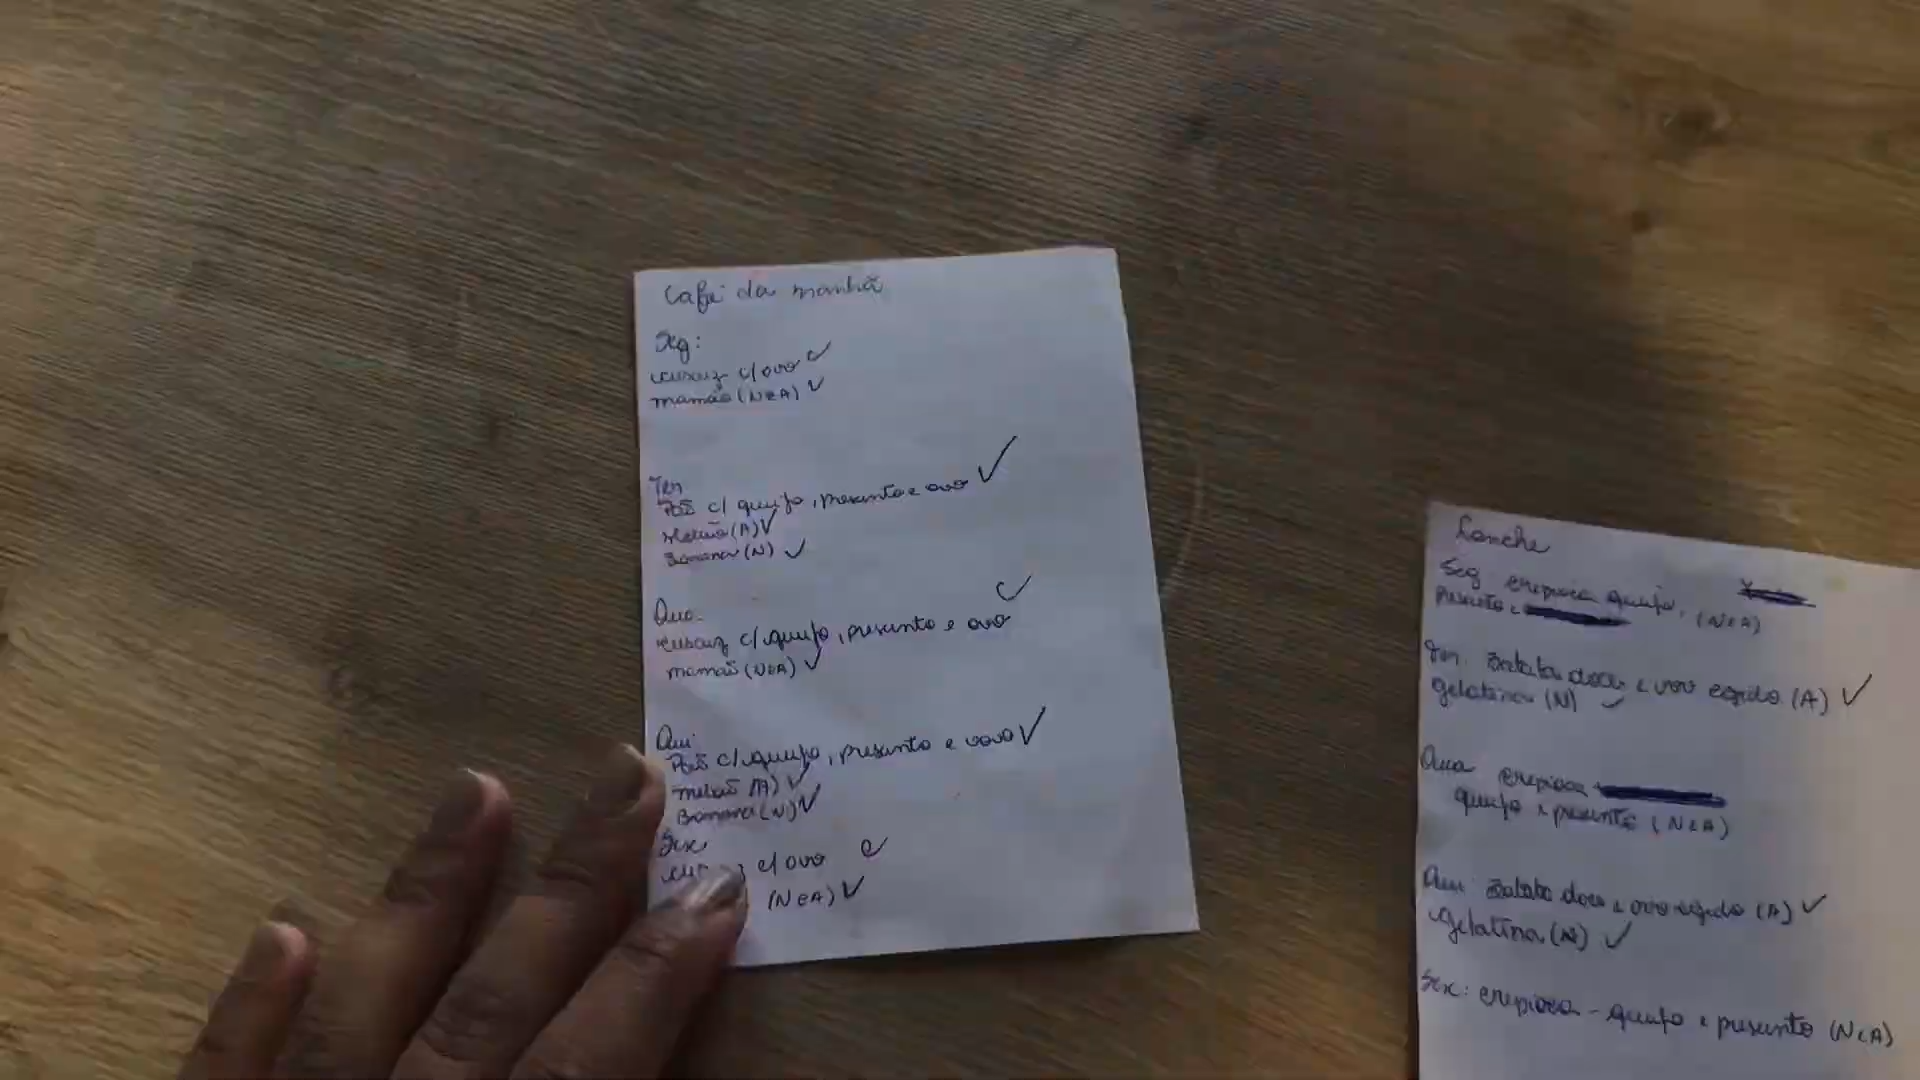 Café da manhã
Seg:
cuscuz c/ ovo
mamão (N e A)
Ter
Pão c/ queijo, presunto e ovo
Melão (A)
Banana (N)
Qua.
cuscuz c/ queijo, presunto e ovo
mamão (N e A)
Qui:
Pão c/ queijo, presunto e ovo
melão (A)
Banana (N)
Sex
c/ ovo
(N e A)
Lanche
Seg crepioca queijo,
presunto e (N e A)
Ter. Batata doce e ovo cozido (A)
gelatina (N)
Qua crepioca
queijo e presunto (N e A)
Qui Batata doce e ovo cozido (A)
gelatina (N)
Sex: crepioca - queijo e presunto (N e A)